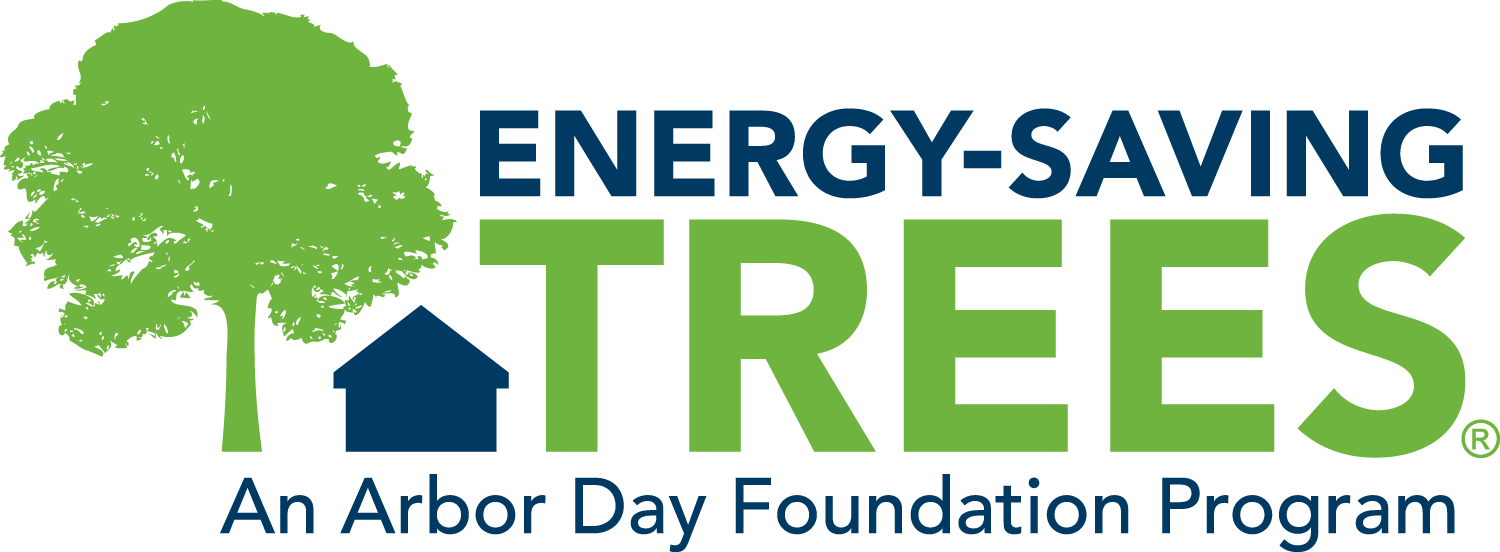 ENERGY-SAVING
TREES®
An Arbor Day Foundation Program